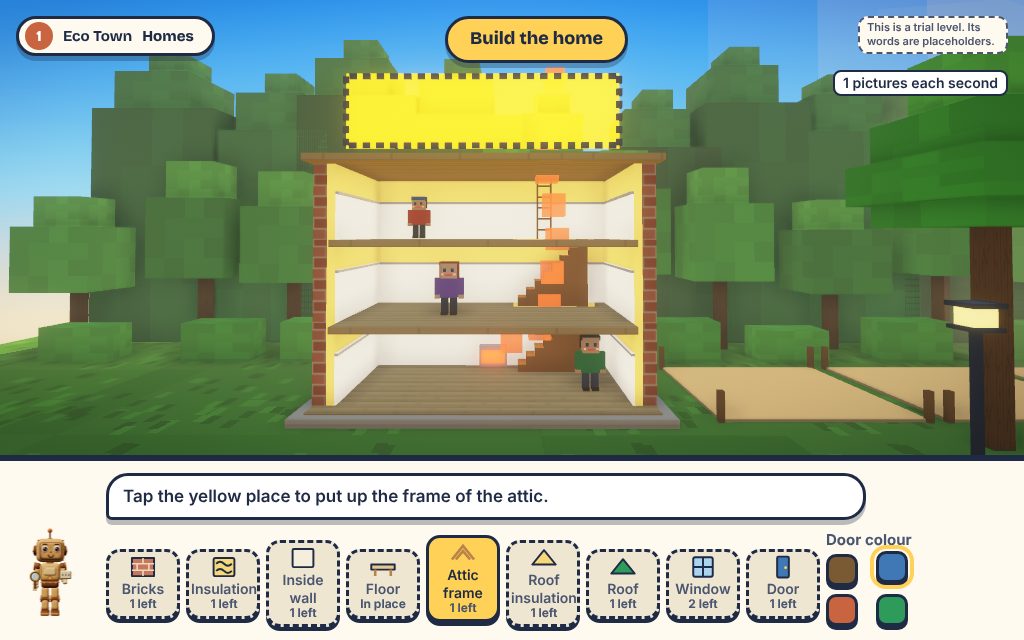 1 Eco Town Homes
Build the home
This is a trial level. Its
words are placeholders.
1 pictures each second
Tap the yellow place to put up the frame of the attic.
Bricks
1 left
Insulation
1 left
Inside
wall
1 left
Floor
In place
Attic
frame
1 left
Roof
insulation
1 left
Roof
1 left
Window
2 left
Door
1 left
Door colour